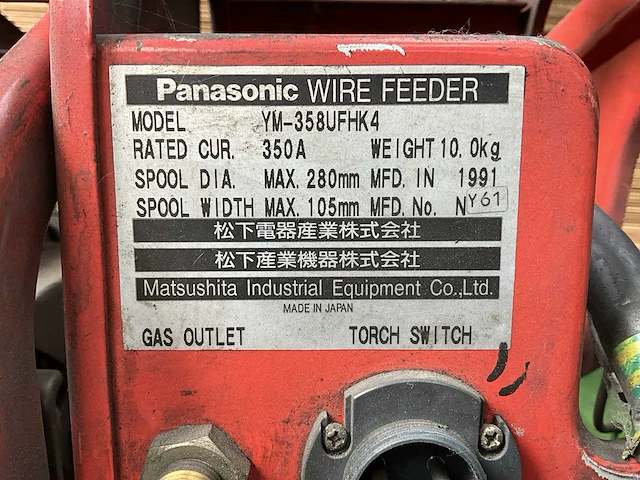 Panasonic WIRE FEEDER
MODEL YM-358UFHK4
RATED CUR. 350A WEIGHT 10.0kg
SPOOL DIA. MAX. 280mm MFD. IN 1991
SPOOL WIDTH MAX. 105mm MFD. No. N Y61
松下電器産業株式会社
松下産業機器株式会社
Matsushita Industrial Equipment Co.,Ltd.
MADE IN JAPAN
GAS OUTLET TORCH SWITCH